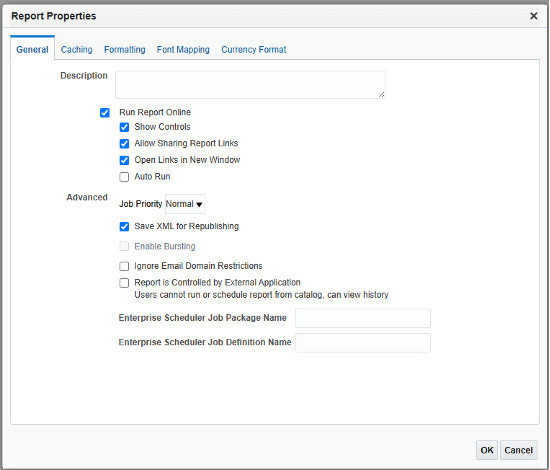 Report Properties
General Caching Formatting Font Mapping Currency Format
Description
Run Report Online
Show Controls
Allow Sharing Report Links
Open Links in New Window
Auto Run
Advanced
Job Priority Normal
Save XML for Republishing
Enable Bursting
Ignore Email Domain Restrictions
Report is Controlled by External Application
Users cannot run or schedule report from catalog, can view history
Enterprise Scheduler Job Package Name
Enterprise Scheduler Job Definition Name
OK Cancel